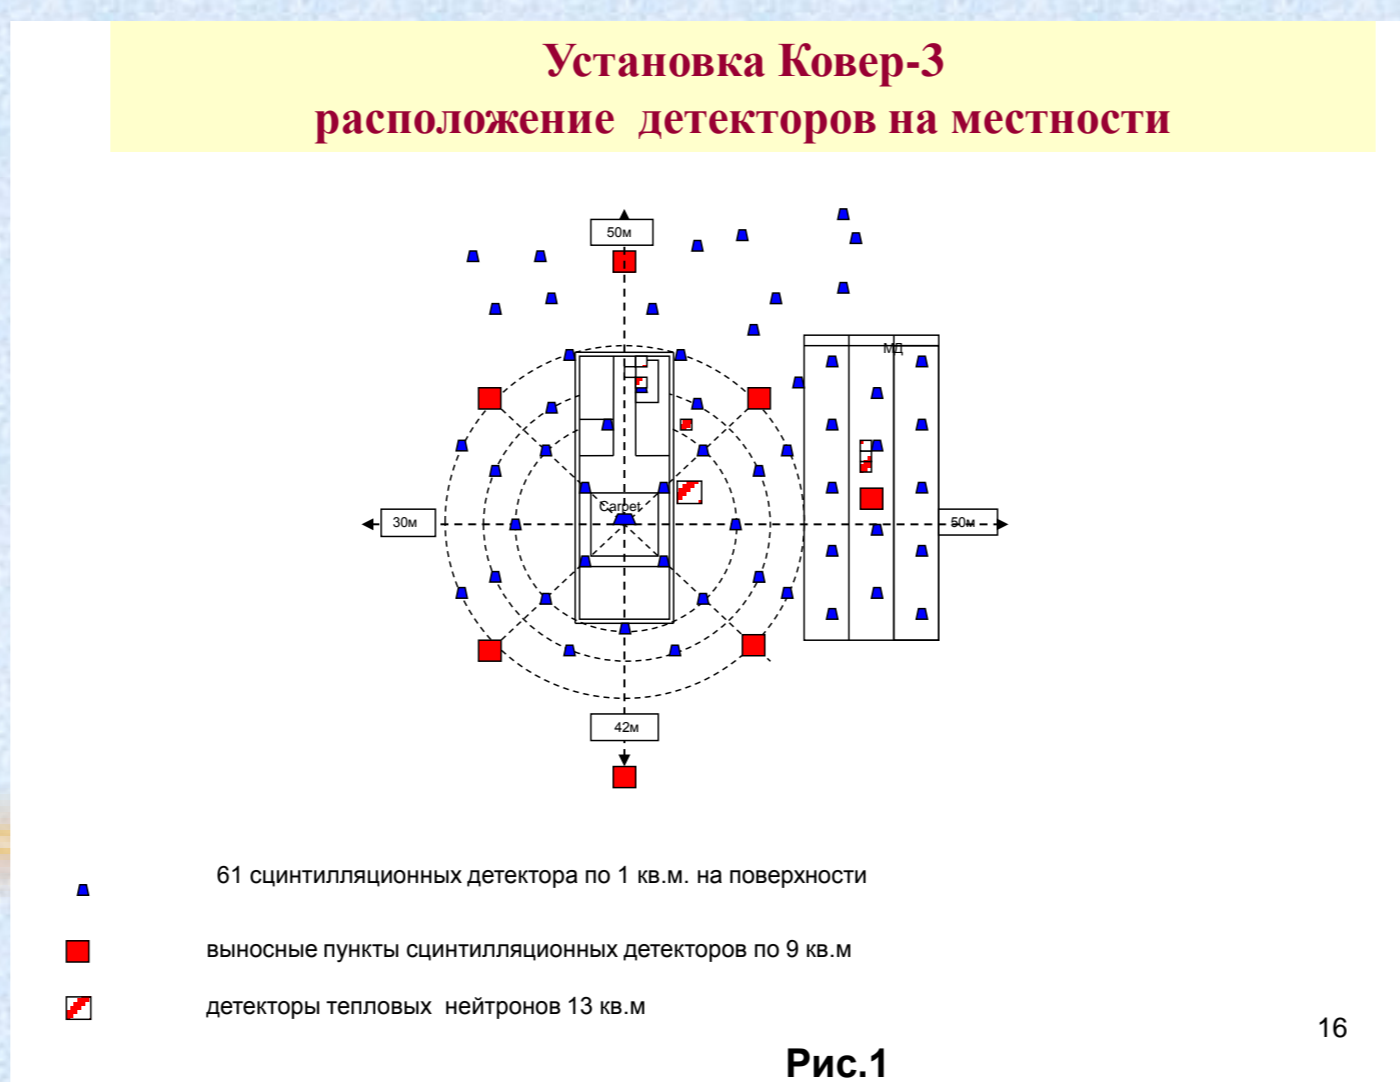 Установка Ковер-3
расположение детекторов на местности
50м
МД
Carpet
30м
50м
42м
61 сцинтилляционных детектора по 1 кв.м. на поверхности
выносные пункты сцинтилляционных детекторов по 9 кв.м
детекторы тепловых нейтронов 13 кв.м
16
Рис.1